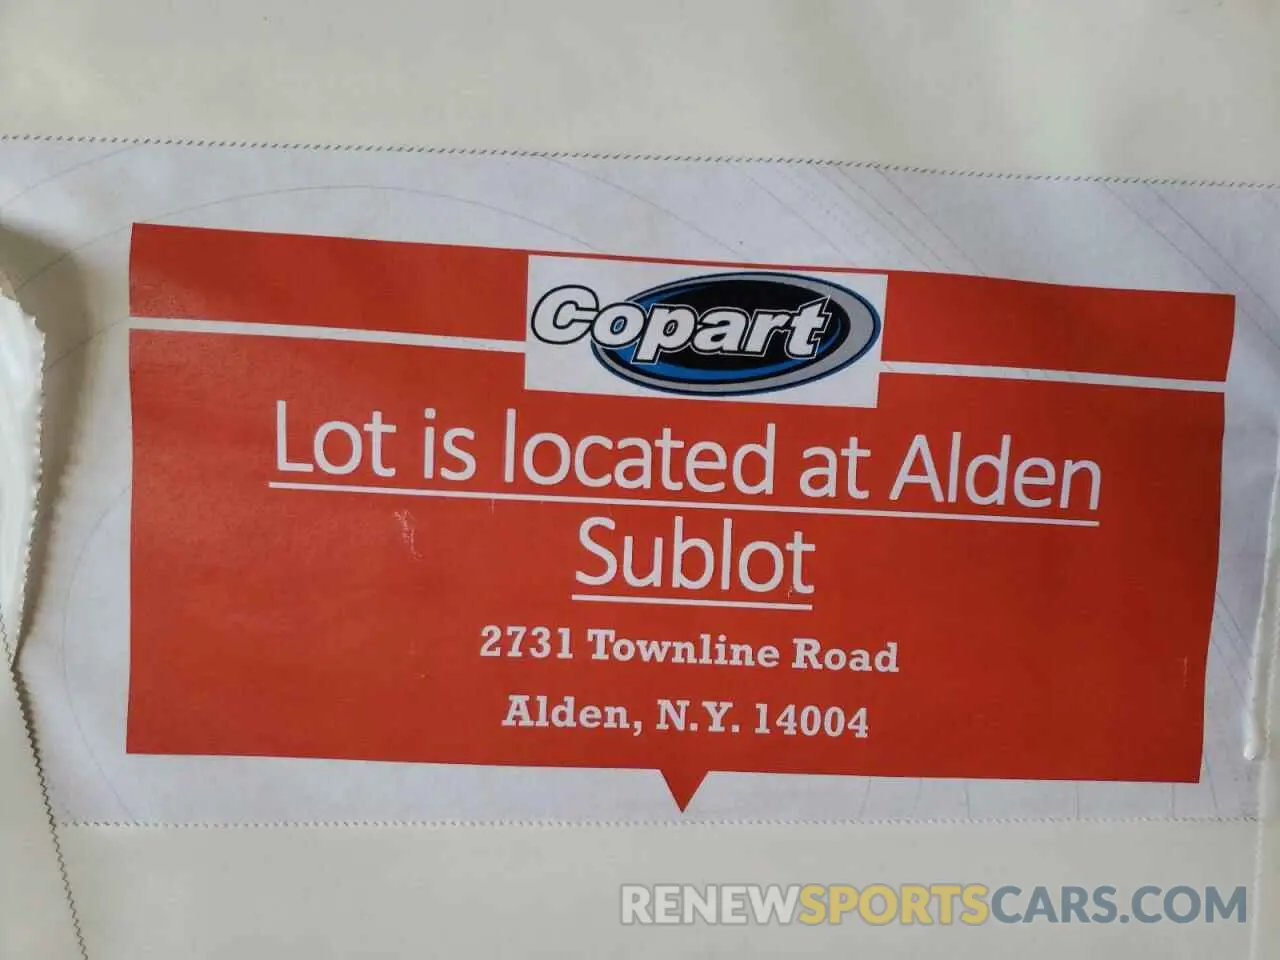 Copart
Lot is located at Alden
Sublot
2731 Townline Road
Alden, N.Y. 14004
RENEWSPORTSCARS.COM